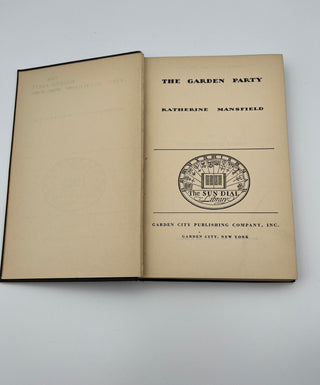 THE GARDEN PARTY
KATHERINE MANSFIELD
The SUN DIAL
Library
GARDEN CITY PUBLISHING COMPANY, INC.
GARDEN CITY, NEW YORK